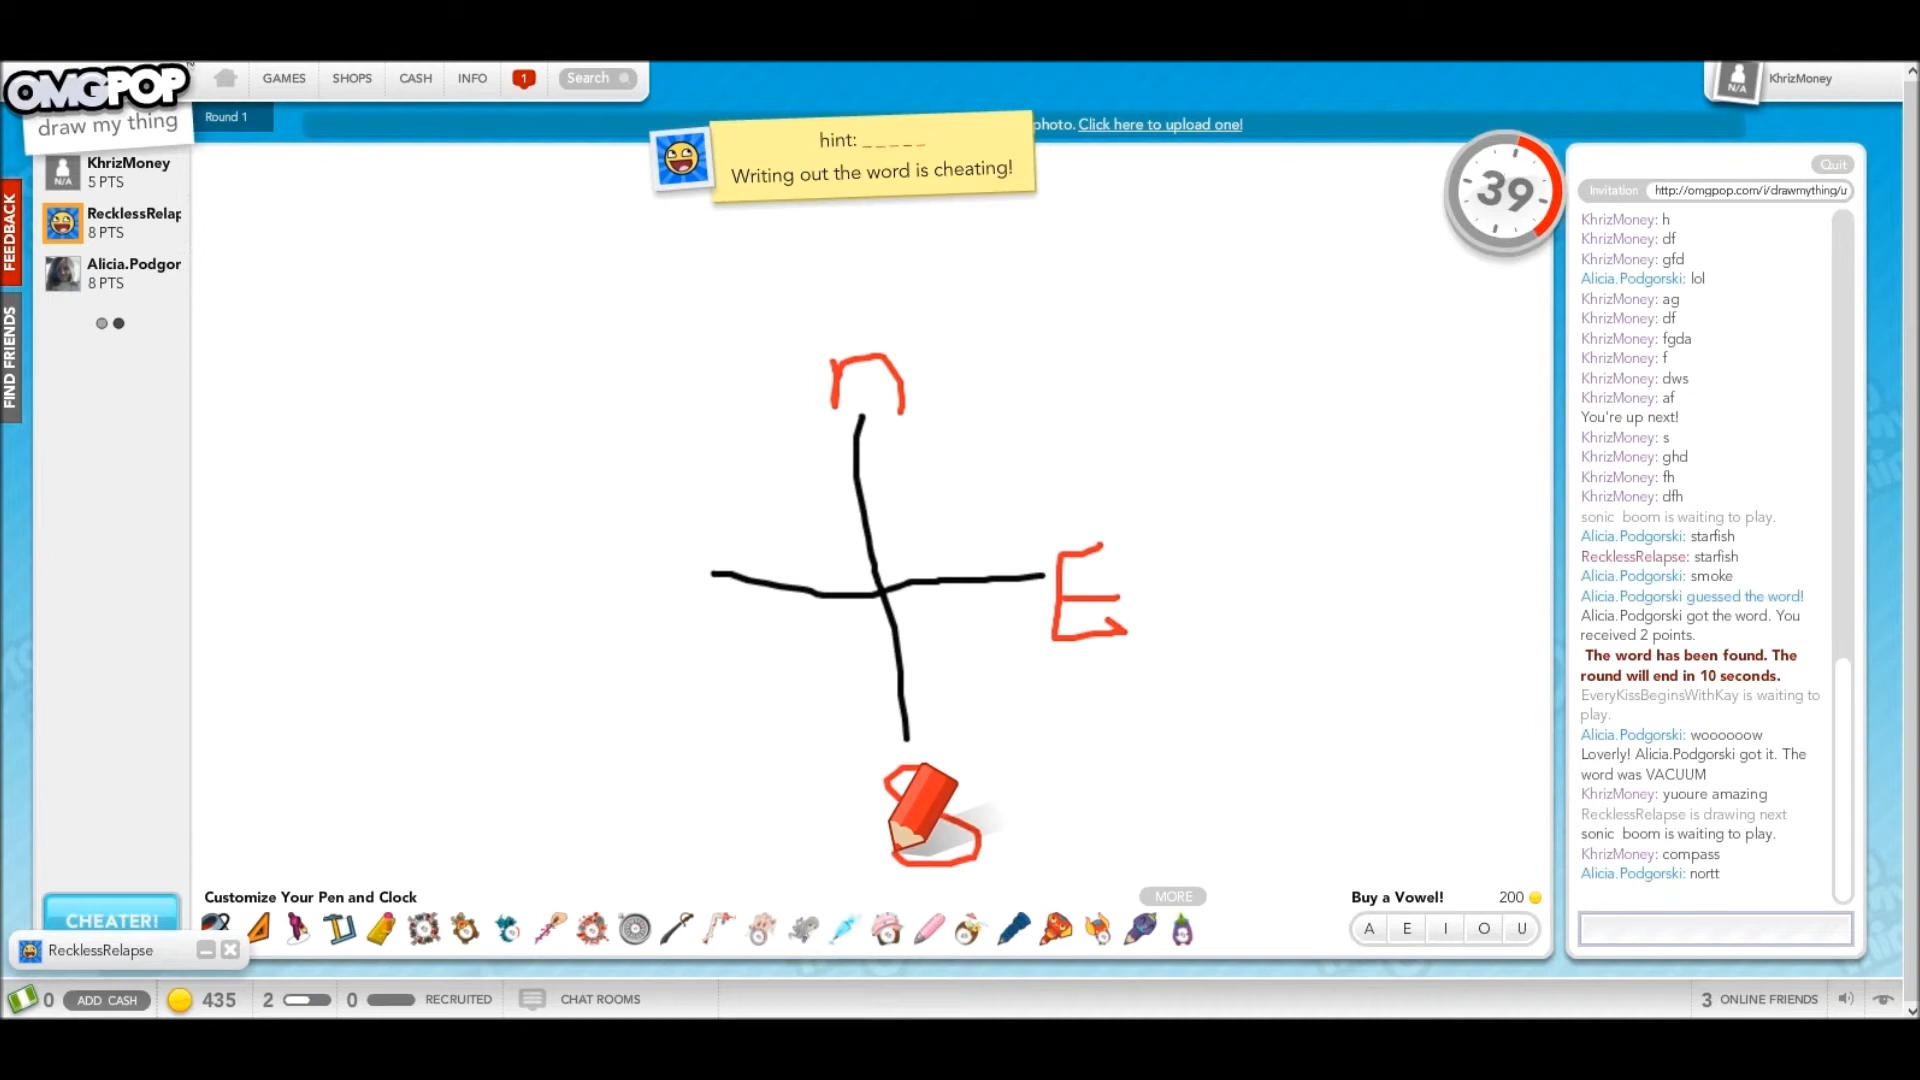 OMGPOP
draw my thing
GAMES
SHOPS
CASH
INFO
1
Search
N/A
KhrizMoney
Round 1
photo. Click here to upload one!
hint: _ _ _ _ _
Writing out the word is cheating!
39
FEEDBACK
FIND FRIENDS
N/A
KhrizMoney
5 PTS
RecklessRelap
8 PTS
Alicia.Podgor
8 PTS
n
E
Quit
Invitation
http://omgpop.com/i/drawmything/u
KhrizMoney: h
KhrizMoney: df
KhrizMoney: gfd
Alicia.Podgorski: lol
KhrizMoney: ag
KhrizMoney: df
KhrizMoney: fgda
KhrizMoney: f
KhrizMoney: dws
KhrizMoney: af
You're up next!
KhrizMoney: s
KhrizMoney: ghd
KhrizMoney: fh
KhrizMoney: dfh
sonic boom is waiting to play.
Alicia.Podgorski: starfish
RecklessRelapse: starfish
Alicia.Podgorski: smoke
Alicia.Podgorski guessed the word!
Alicia.Podgorski got the word. You
received 2 points.
The word has been found. The
round will end in 10 seconds.
EveryKissBeginsWithKay is waiting to
play.
Alicia.Podgorski: woooooow
Loverly! Alicia.Podgorski got it. The
word was VACUUM
KhrizMoney: yuoure amazing
RecklessRelapse is drawing next
sonic boom is waiting to play.
KhrizMoney: compass
Alicia.Podgorski: nortt
Customize Your Pen and Clock
MORE
Buy a Vowel!
200
A E I O U
CHEATER!
RecklessRelapse
0
ADD CASH
435
2
0
RECRUITED
CHAT ROOMS
3 ONLINE FRIENDS